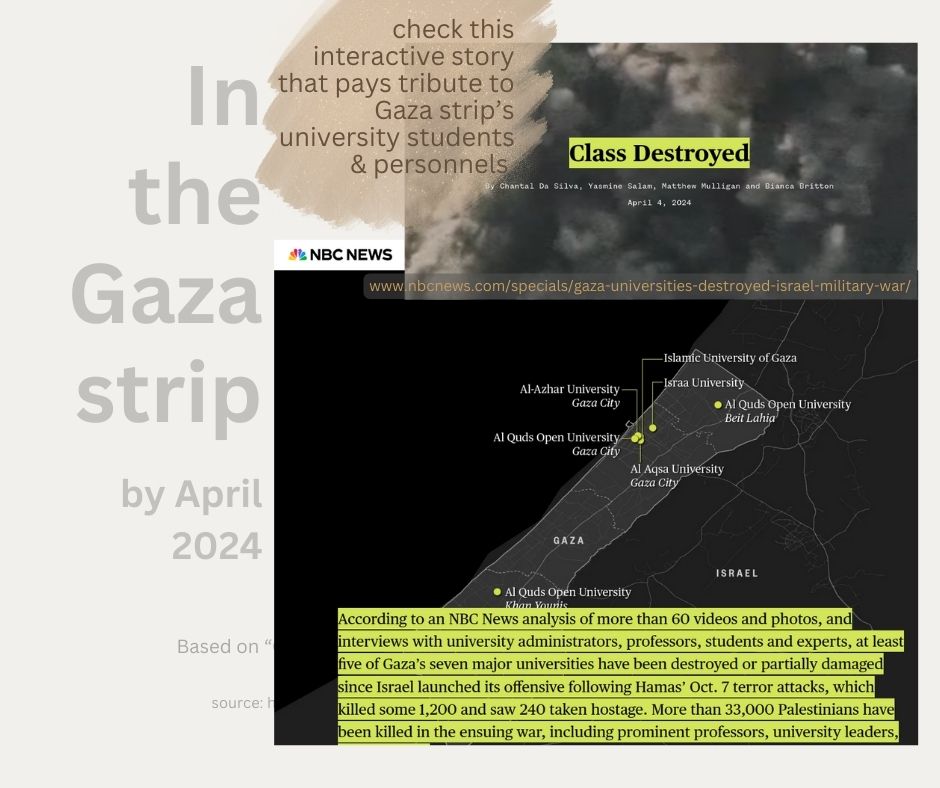 In
the
Gaza
strip
by April
2024
Based on “
source: h
check this
interactive story
that pays tribute to
Gaza strip’s
university students
& personnels
Class Destroyed
By Chantal Da Silva, Yasmine Salam, Matthew Mulligan and Bianca Britton
April 4, 2024
NBC NEWS
www.nbcnews.com/specials/gaza-universities-destroyed-israel-military-war/
Islamic University of Gaza
Israa University
Al-Azhar University
Gaza City
Al Quds Open University
Beit Lahia
Al Quds Open University
Gaza City
Al Aqsa University
Gaza City
GAZA
ISRAEL
Al Quds Open University
Khan Younis
According to an NBC News analysis of more than 60 videos and photos, and
interviews with university administrators, professors, students and experts, at least
five of Gaza’s seven major universities have been destroyed or partially damaged
since Israel launched its offensive following Hamas’ Oct. 7 terror attacks, which
killed some 1,200 and saw 240 taken hostage. More than 33,000 Palestinians have
been killed in the ensuing war, including prominent professors, university leaders,